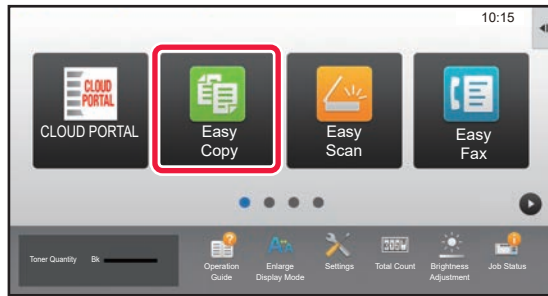 10:15
CLOUD
PORTAL
CLOUD PORTAL
Easy
Copy
Easy
Scan
Easy
Fax
Toner Quantity Bk
Operation
Guide
Enlarge
Display Mode
Settings
Total Count
Brightness
Adjustment
Job Status